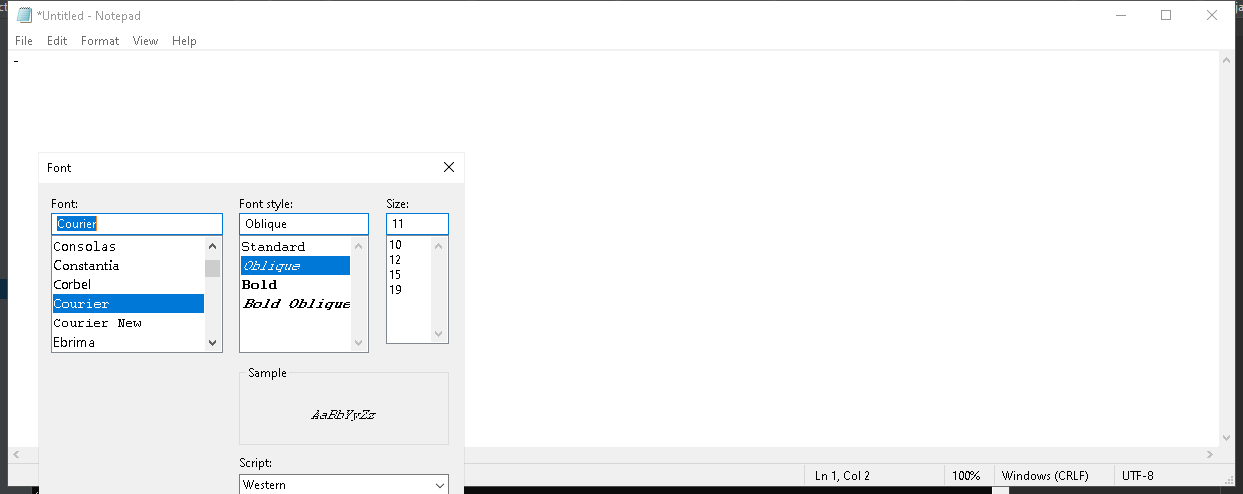 *Untitled - Notepad
File Edit Format View Help
-
Font
Font: Font style: Size:
Courier Oblique 11
Consolas Standard 10
Constantia Oblique 12
Corbel Bold 15
Courier Bold Oblique 19
Courier New
Ebrima
Sample
AaBbYyZz
Script:
Western
Ln 1, Col 2 100% Windows (CRLF) UTF-8